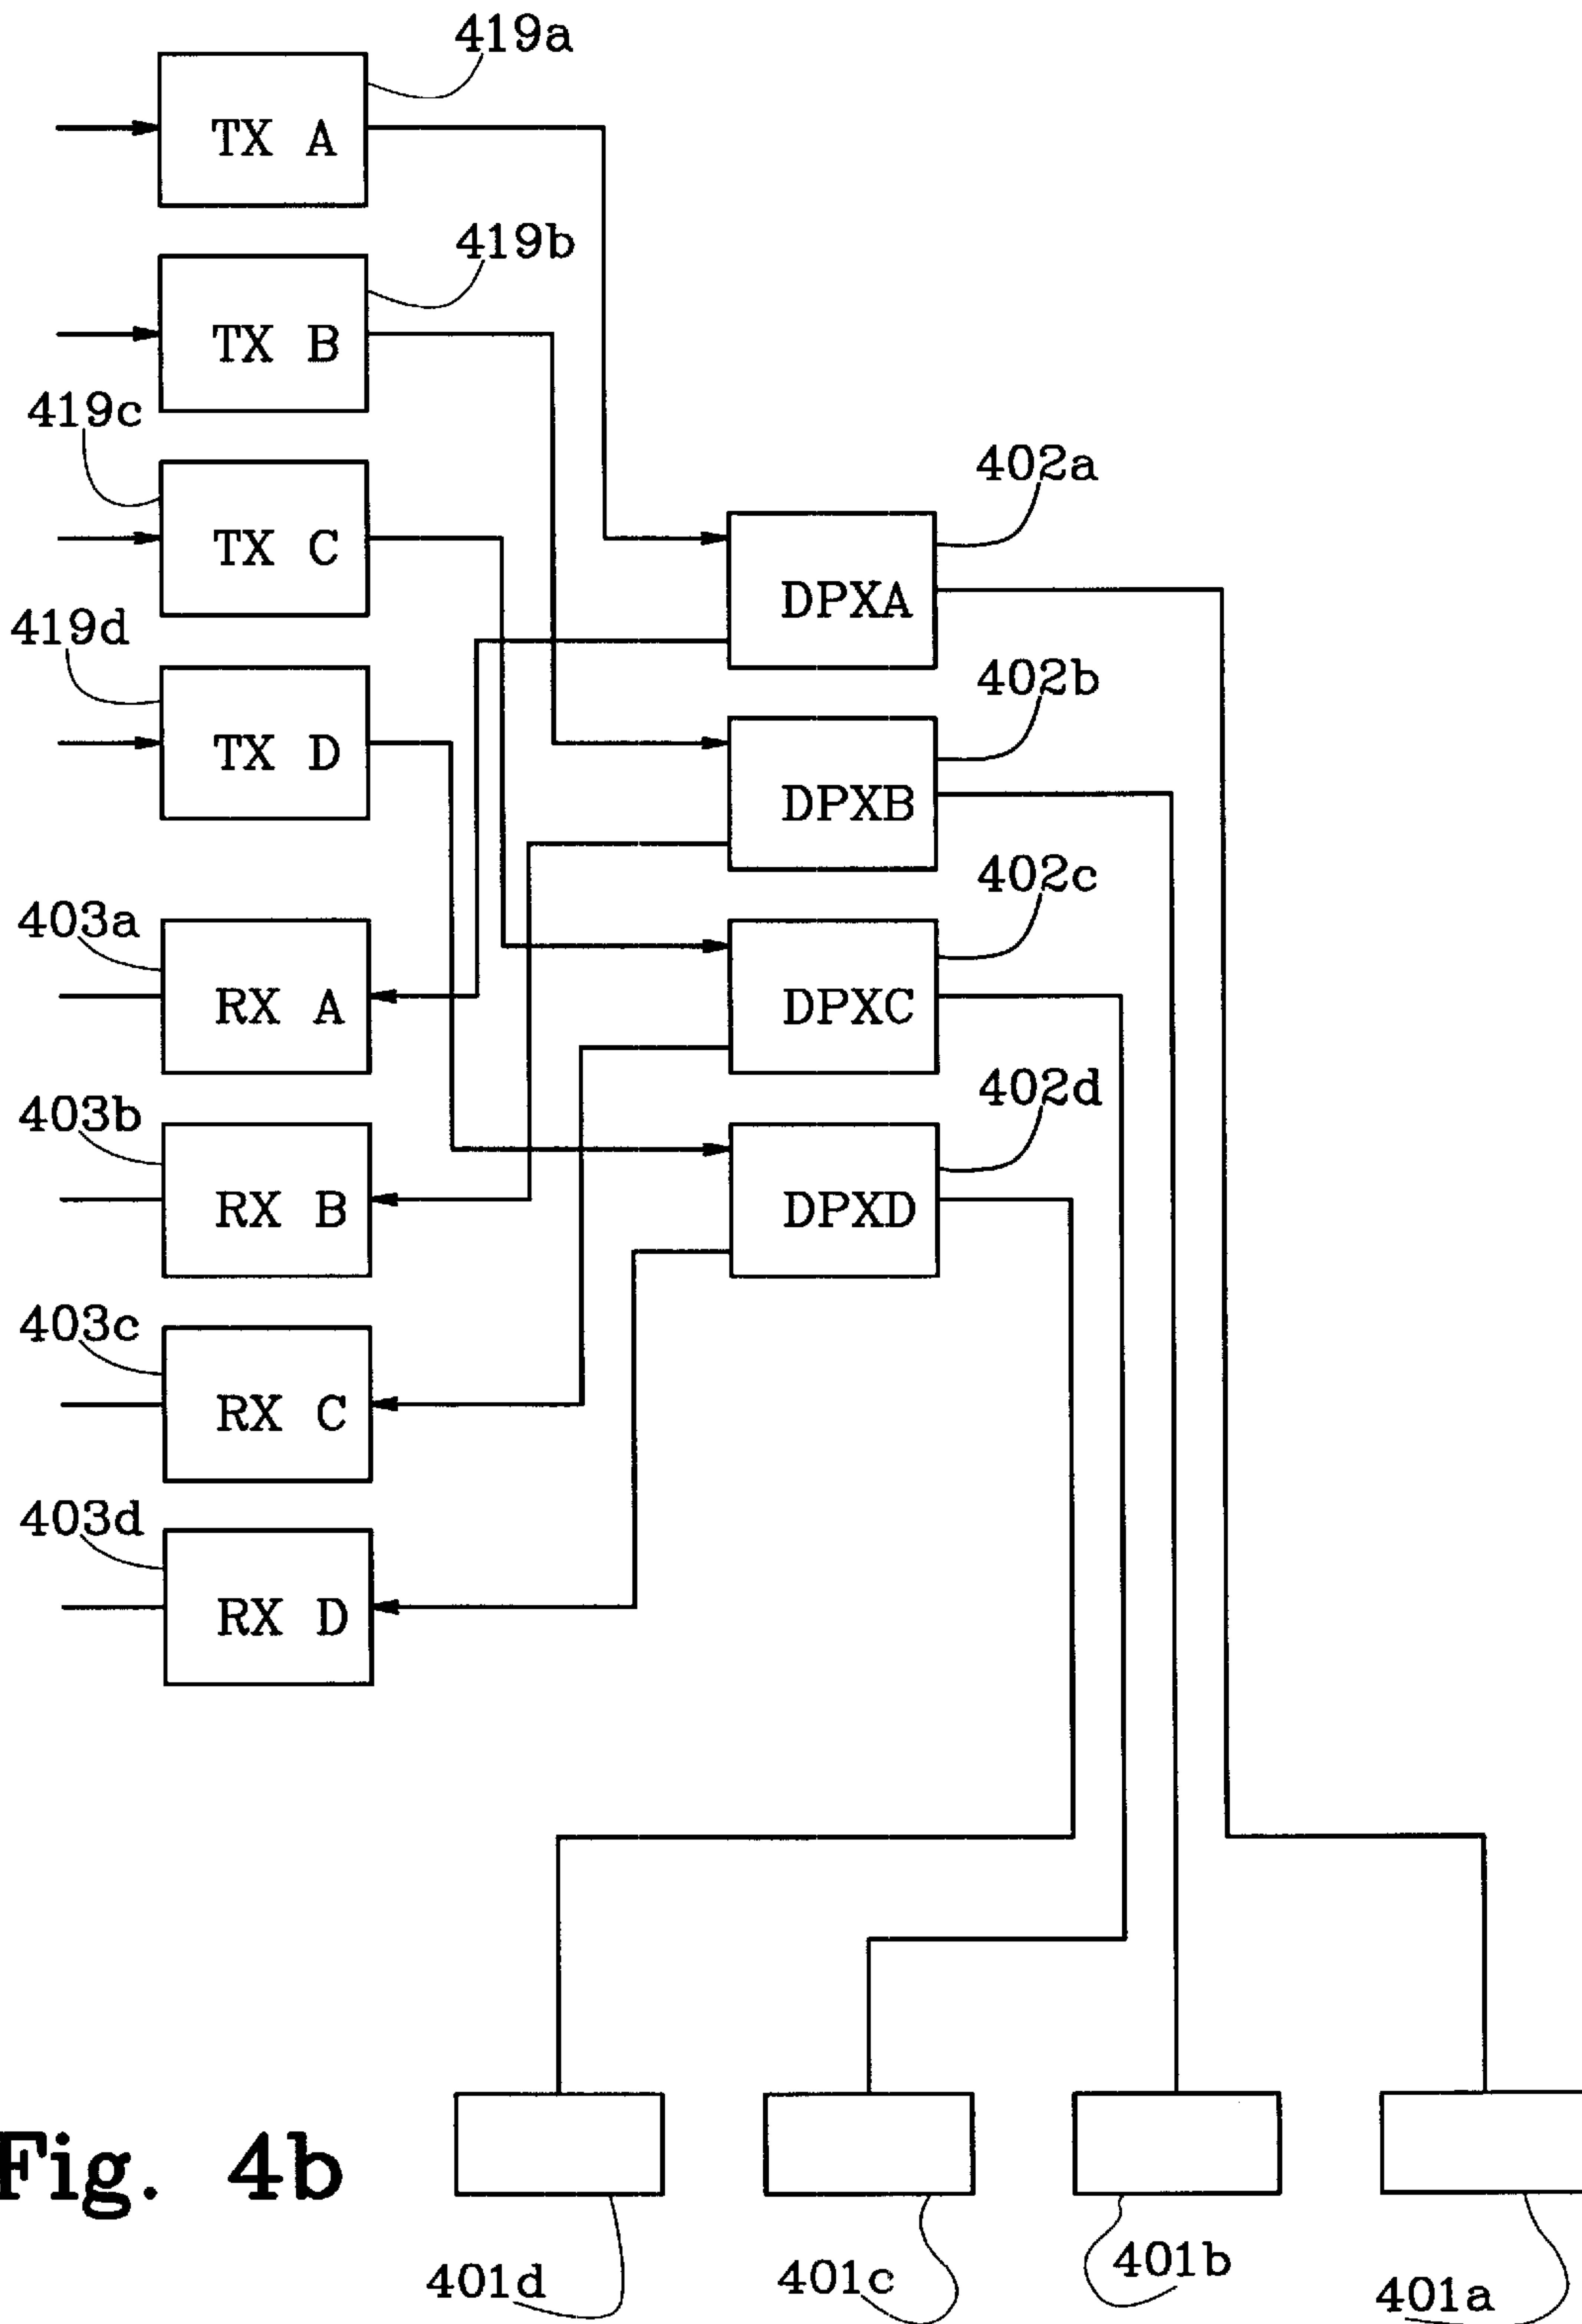 419a
TX A
419b
TX B
419c
TX C
402a
DPXA
419d
TX D
402b
DPXB
402c
403a
RX A
DPXC
402d
403b
RX B
DPXD
403c
RX C
403d
RX D
Fig. 4b
401d
401c
401b
401a